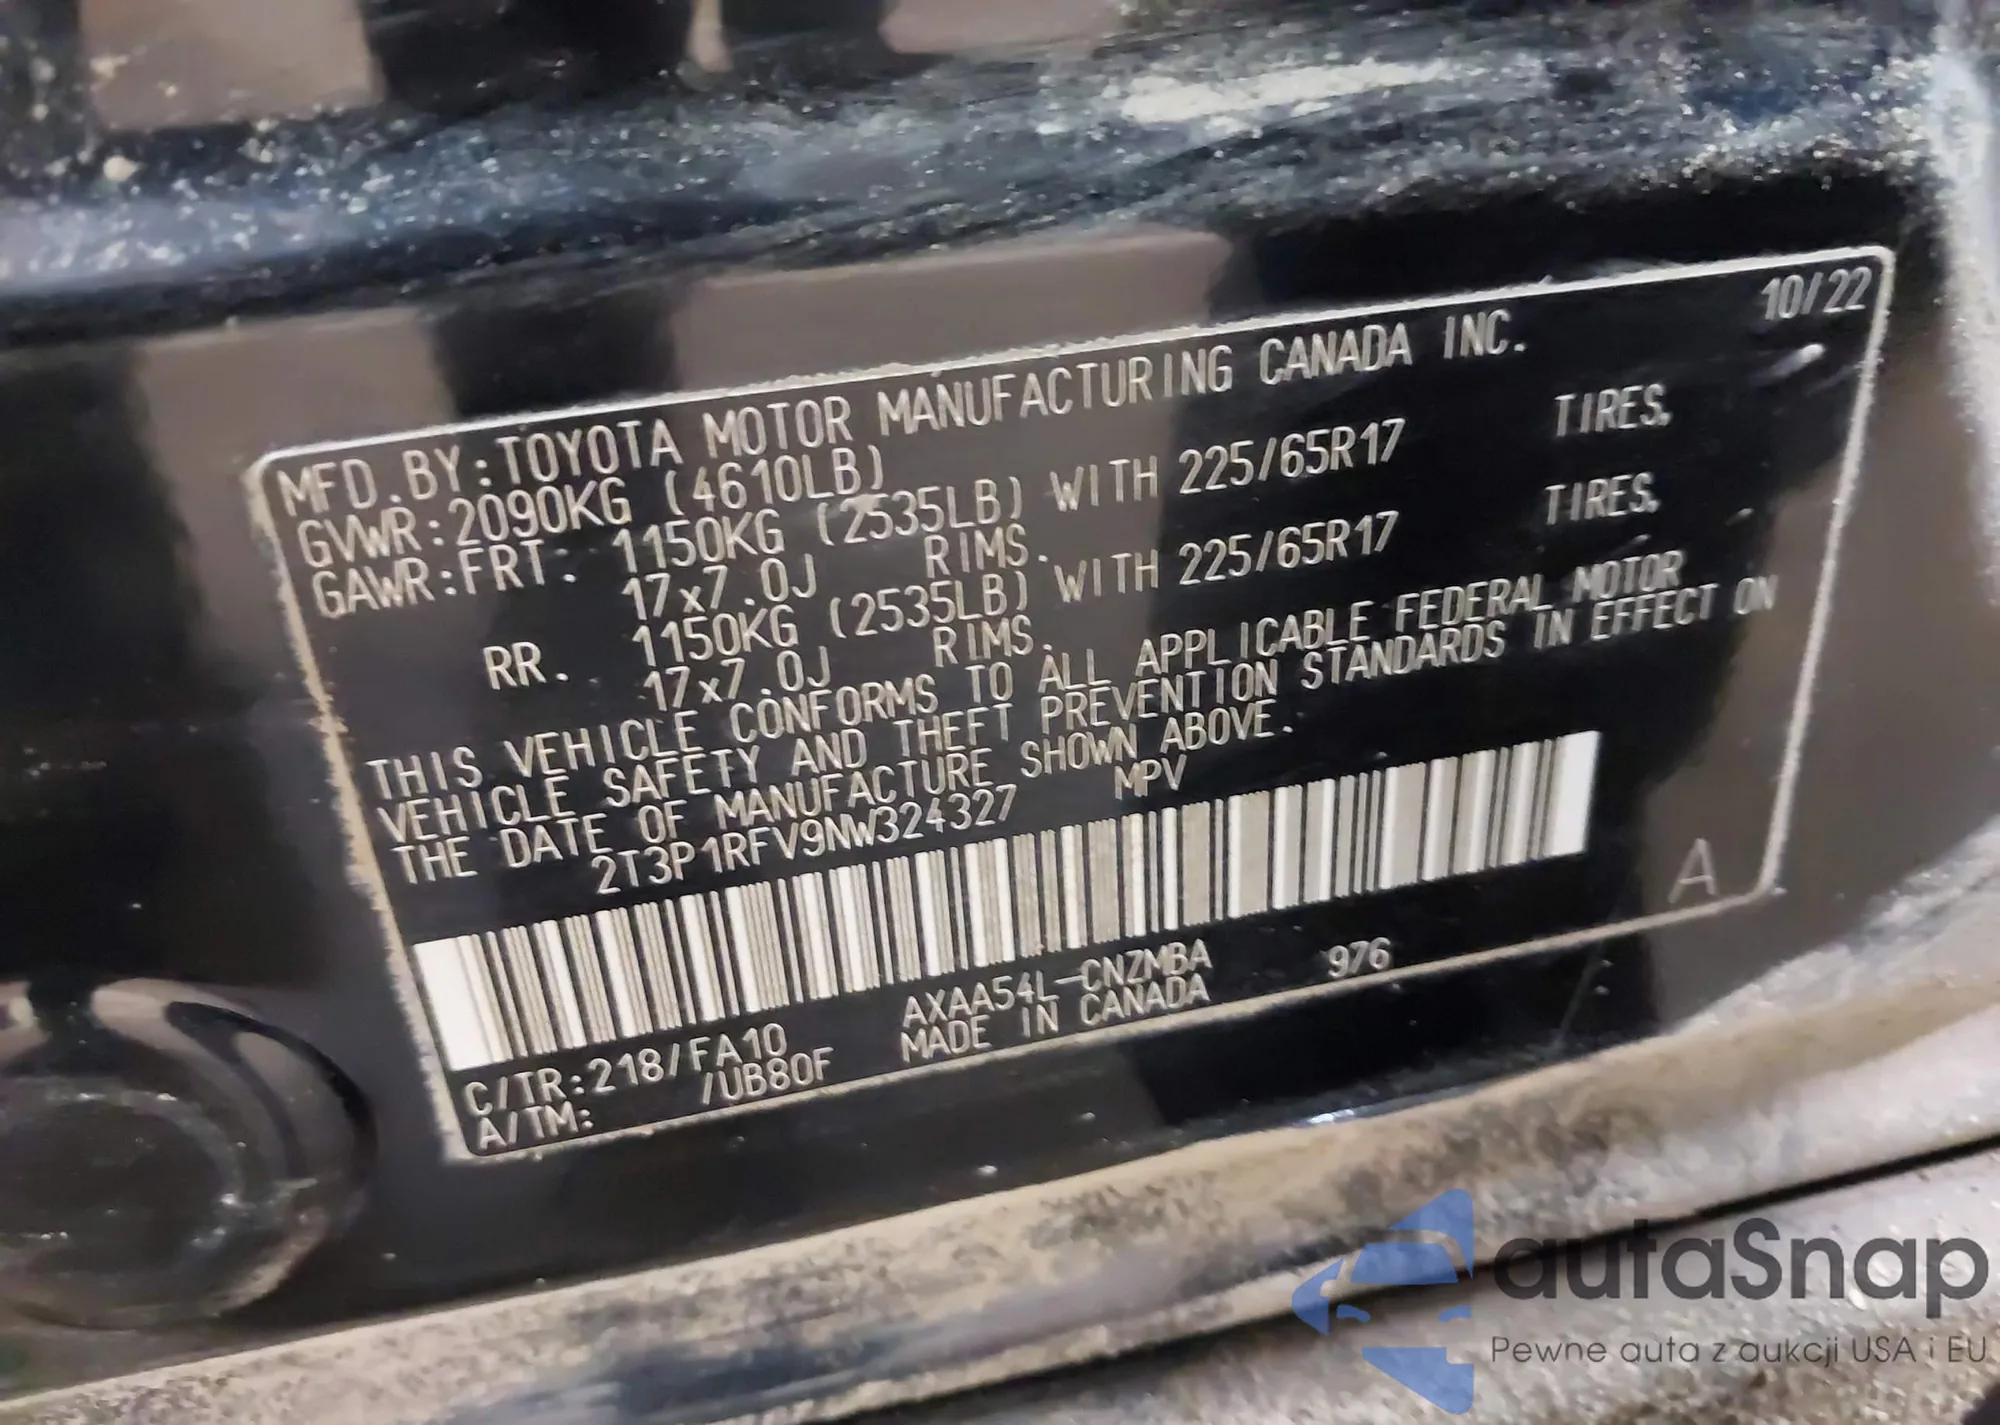 10/22
MFD.BY:TOYOTA MOTOR MANUFACTURING CANADA INC.
GVWR:2090KG (4610LB)
GAWR:FRT: 1150KG (2535LB) WITH 225/65R17 TIRES,
17x7.0J RIMS.
RR. 1150KG (2535LB) WITH 225/65R17 TIRES,
17x7.0J RIMS.
THIS VEHICLE CONFORMS TO ALL APPLICABLE FEDERAL MOTOR
VEHICLE SAFETY AND THEFT PREVENTION STANDARDS IN EFFECT ON
THE DATE OF MANUFACTURE SHOWN ABOVE.
2T3P1RFV9NW324327 MPV
A
C/TR:218/FA10 AXAA54L-CNZMBA 976
A/TM: /UB80F MADE IN CANADA
autaSnap
Pewne auta z aukcji USA i EU